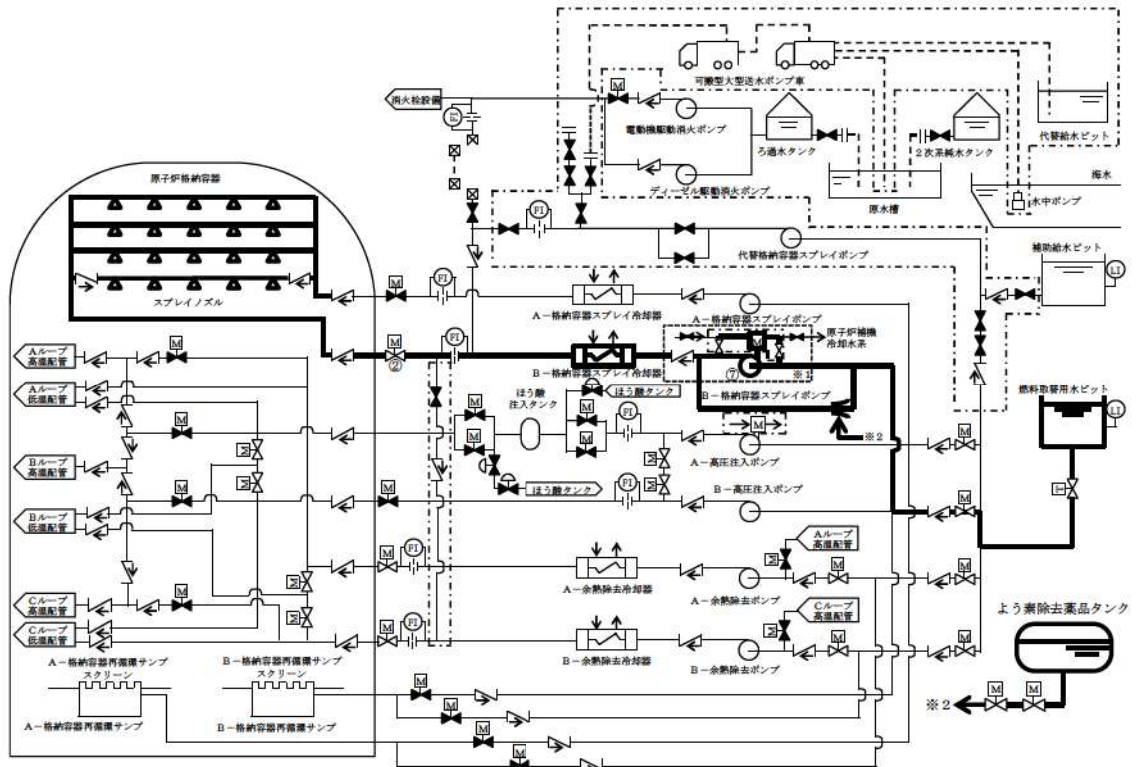 可搬型大型送水ポンプ車
消火栓設備
FI
M
電動機駆動消火ポンプ
ろ過水タンク
2次系純水タンク
代替給水ピット
海水
ディーゼル駆動消火ポンプ
原水槽
水中ポンプ
原子炉格納容器
FI
代替格納容器スプレイポンプ
補助給水ピット
LI
スプレイノズル
M
FI
A-格納容器スプレイ冷却器
A-格納容器スプレイポンプ
原子炉補機
冷却水系
M
②
FI
B-格納容器スプレイ冷却器
M
⑦
※1
B-格納容器スプレイポンプ
燃料取替用水ピット
LI
Aループ
高温配管
M
Aループ
低温配管
ほう酸
注入タンク
ほう酸タンク
M
M
M
FI
M
※2
M
M
M
M
A-高圧注入ポンプ
Bループ
高温配管
M
M
M
M
ほう酸タンク
FI
B-高圧注入ポンプ
M
T
Bループ
低温配管
M
M
Aループ
高温配管
M
FI
M
M
M
A-余熱除去冷却器
A-余熱除去ポンプ
Cループ
高温配管
M
M
M
Cループ
高温配管
Cループ
低温配管
M
FI
M
M
M
B-余熱除去冷却器
B-余熱除去ポンプ
よう素除去薬品タンク
A-格納容器再循環サンプ
スクリーン
B-格納容器再循環サンプ
スクリーン
M
M
M
M
※2
A-格納容器再循環サンプ
B-格納容器再循環サンプ
M
M